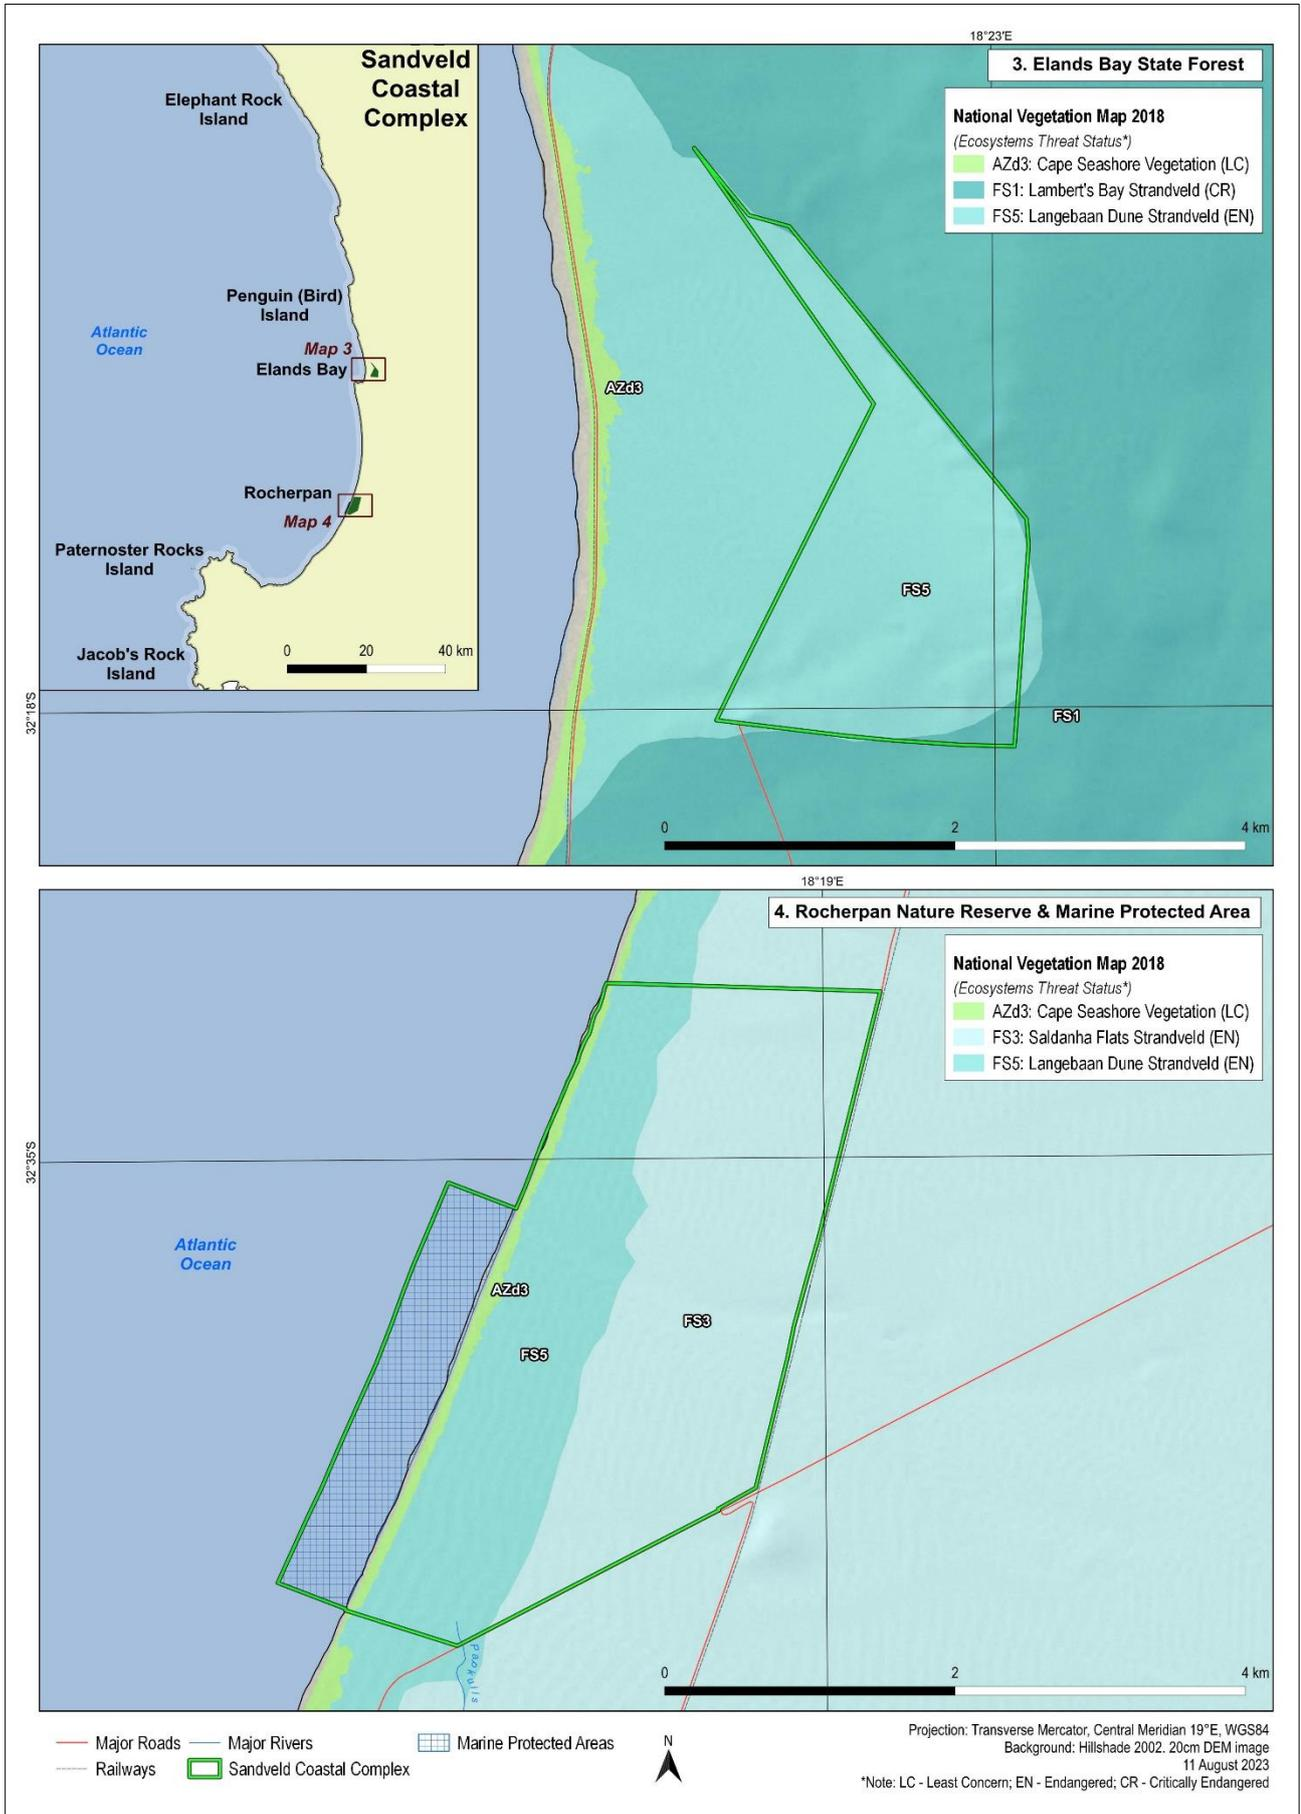 18°23'E
3. Elands Bay State Forest
National Vegetation Map 2018
(Ecosystems Threat Status*)
AZd3: Cape Seashore Vegetation (LC)
FS1: Lambert's Bay Strandveld (CR)
FS5: Langebaan Dune Strandveld (EN)
Sandveld
Coastal
Complex
Elephant Rock
Island
Penguin (Bird)
Island
Atlantic
Ocean
Map 3
Elands Bay
Rocherpan
Map 4
Paternoster Rocks
Island
Jacob's Rock
Island
0 20 40 km
AZd3
FS5
FS1
32°18'S
0 2 4 km
18°19'E
4. Rocherpan Nature Reserve & Marine Protected Area
National Vegetation Map 2018
(Ecosystems Threat Status*)
AZd3: Cape Seashore Vegetation (LC)
FS3: Saldanha Flats Strandveld (EN)
FS5: Langebaan Dune Strandveld (EN)
32°35'S
Atlantic
Ocean
AZd3
FS3
FS5
0 2 4 km
Major Roads
Major Rivers
Marine Protected Areas
Railways
Sandveld Coastal Complex
N
Projection: Transverse Mercator, Central Meridian 19°E, WGS84
Background: Hillshade 2002. 20cm DEM image
11 August 2023
*Note: LC - Least Concern; EN - Endangered; CR - Critically Endangered